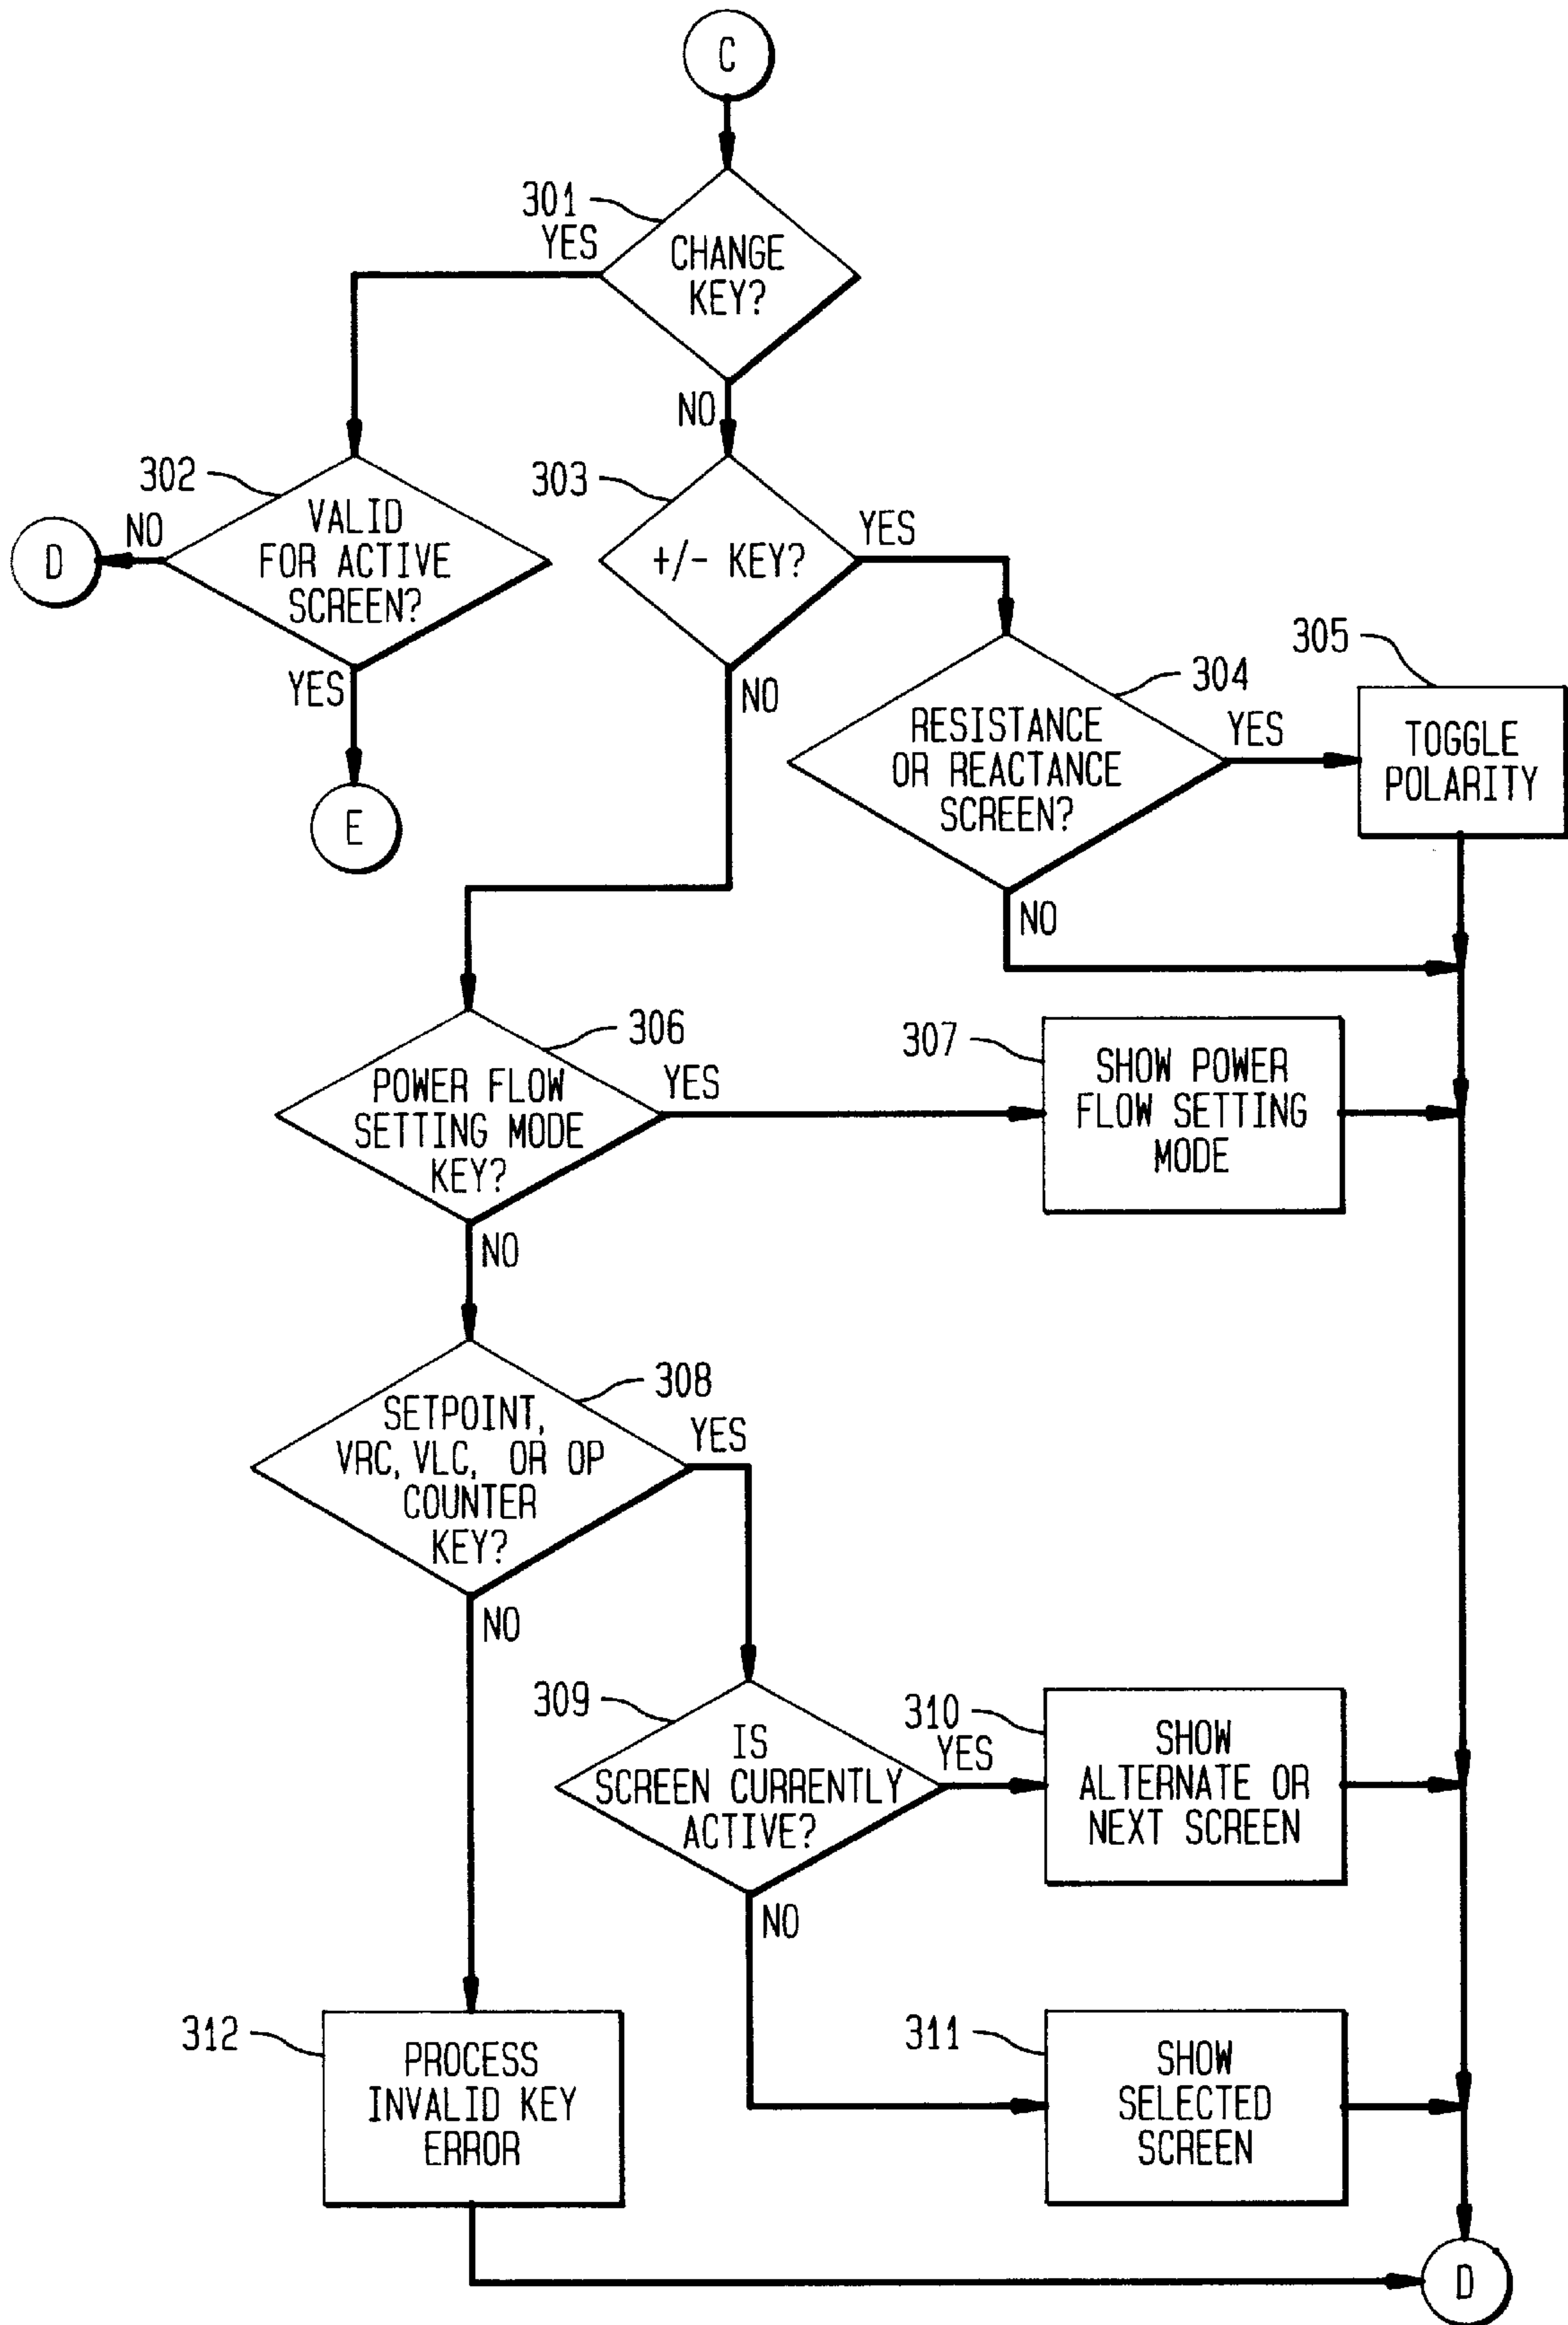 C
301
YES
CHANGE
KEY?
NO
302
303
NO
VALID
FOR ACTIVE
SCREEN?
D
+/- KEY?
YES
YES
NO
E
304
305
RESISTANCE
OR REACTANCE
SCREEN?
YES
TOGGLE
POLARITY
NO
306
POWER FLOW
SETTING MODE
KEY?
YES
307
SHOW POWER
FLOW SETTING
MODE
NO
308
SETPOINT,
VRC, VLC, OR OP
COUNTER
KEY?
YES
NO
309
IS
SCREEN CURRENTLY
ACTIVE?
310
YES
SHOW
ALTERNATE OR
NEXT SCREEN
NO
312
PROCESS
INVALID KEY
ERROR
311
SHOW
SELECTED
SCREEN
D